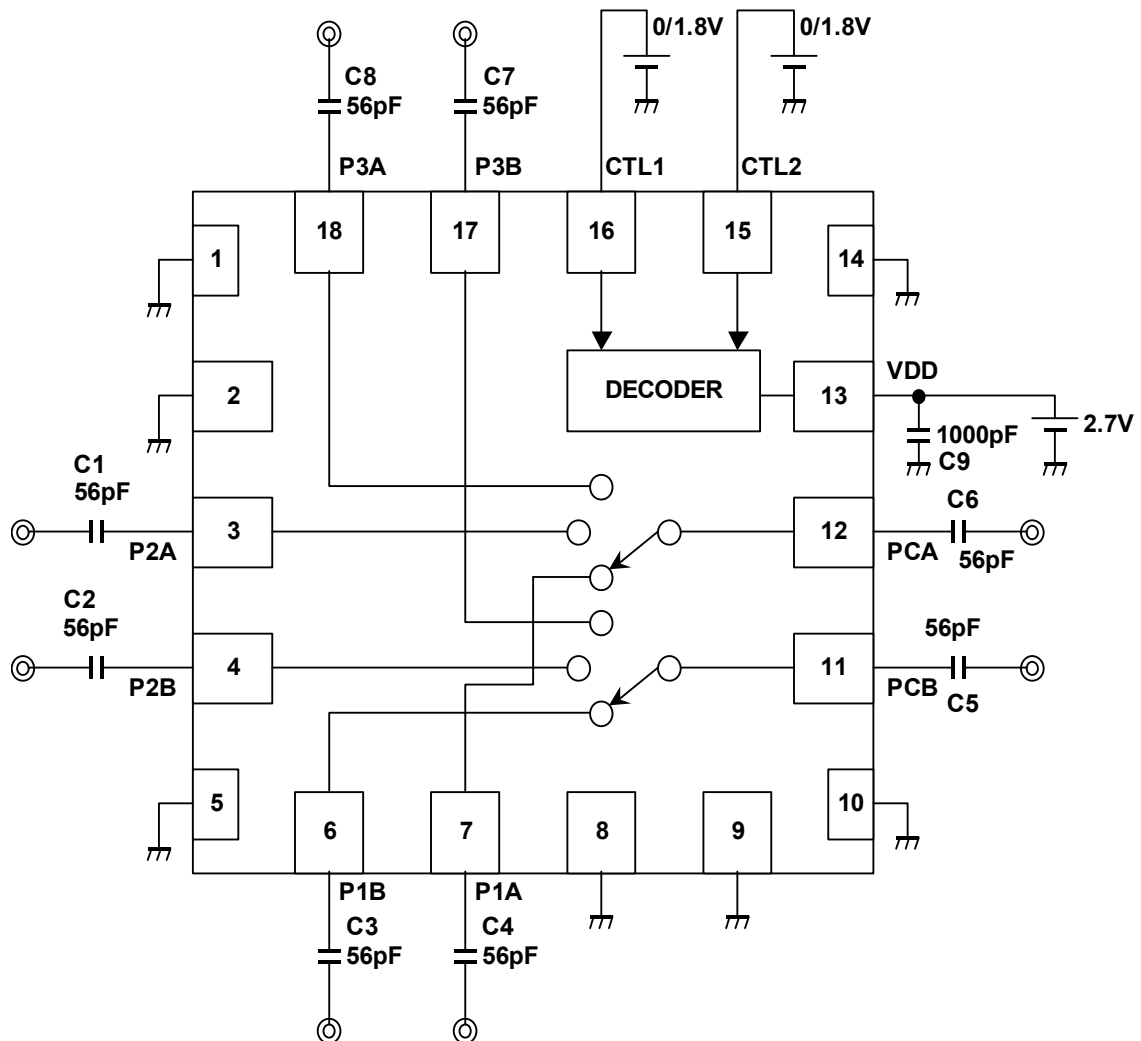 0/1.8V
0/1.8V
C8
56pF
C7
56pF
P3A
P3B
CTL1
CTL2
18
17
16
15
1
14
2
DECODER
13
VDD
1000pF
C9
2.7V
C1
56pF
P2A
3
12
PCA
C6
56pF
C2
56pF
P2B
4
11
PCB
56pF
C5
5
6
7
8
9
10
P1B
P1A
C3
56pF
C4
56pF